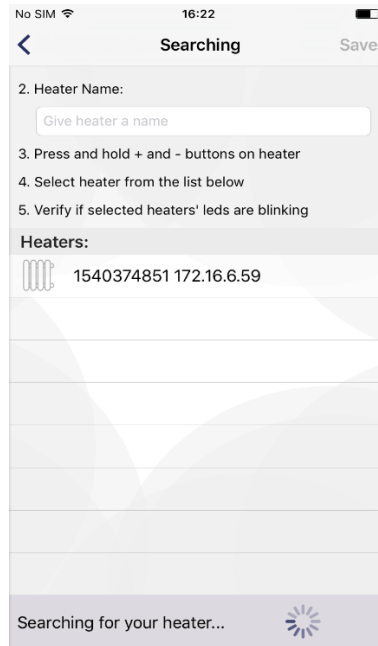 No SIM 16:22
Searching Save
2. Heater Name:
Give heater a name
3. Press and hold + and - buttons on heater
4. Select heater from the list below
5. Verify if selected heaters' leds are blinking
Heaters:
1540374851 172.16.6.59
Searching for your heater...